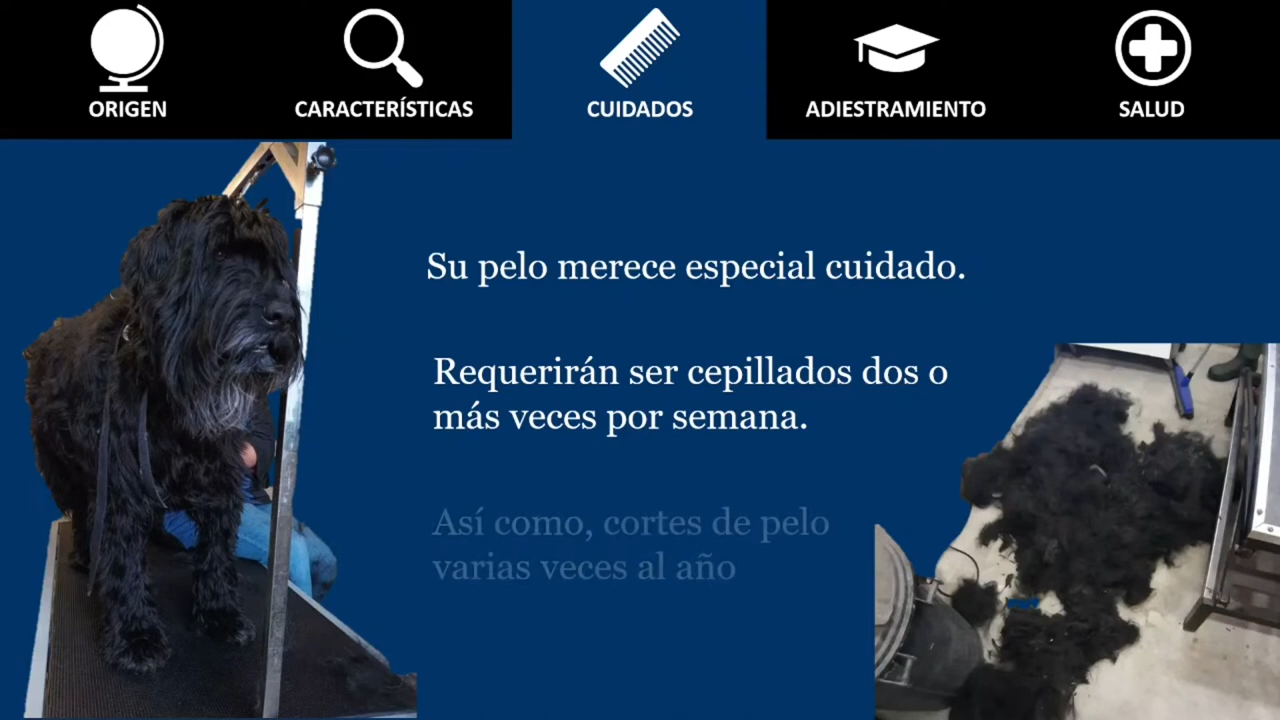 ORIGEN
CARACTERÍSTICAS
CUIDADOS
ADIESTRAMIENTO
SALUD
Su pelo merece especial cuidado.
Requerirán ser cepillados dos o
más veces por semana.
Así como, cortes de pelo
varias veces al año